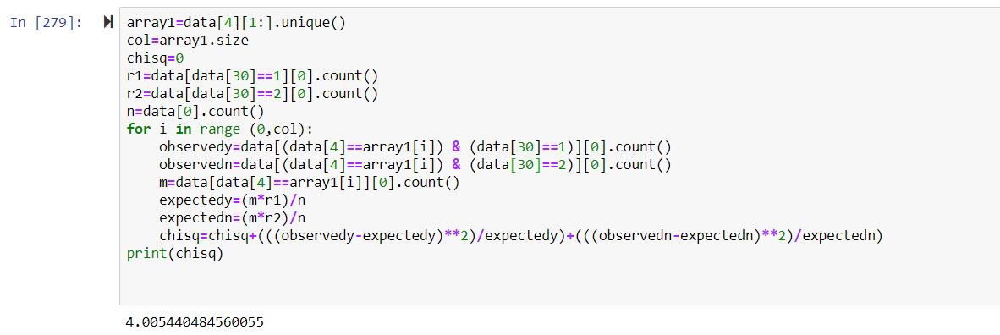 In [279]:
array1=data[4][1:].unique()
col=array1.size
chisq=0
r1=data[data[30]==1][0].count()
r2=data[data[30]==2][0].count()
n=data[0].count()
for i in range (0,col):
    observedy=data[(data[4]==array1[i]) & (data[30]==1)][0].count()
    observedn=data[(data[4]==array1[i]) & (data[30]==2)][0].count()
    m=data[data[4]==array1[i]][0].count()
    expectedy=(m*r1)/n
    expectedn=(m*r2)/n
    chisq=chisq+(((observedy-expectedy)**2)/expectedy)+(((observedn-expectedn)**2)/expectedn)
print(chisq)
4.005440484560055